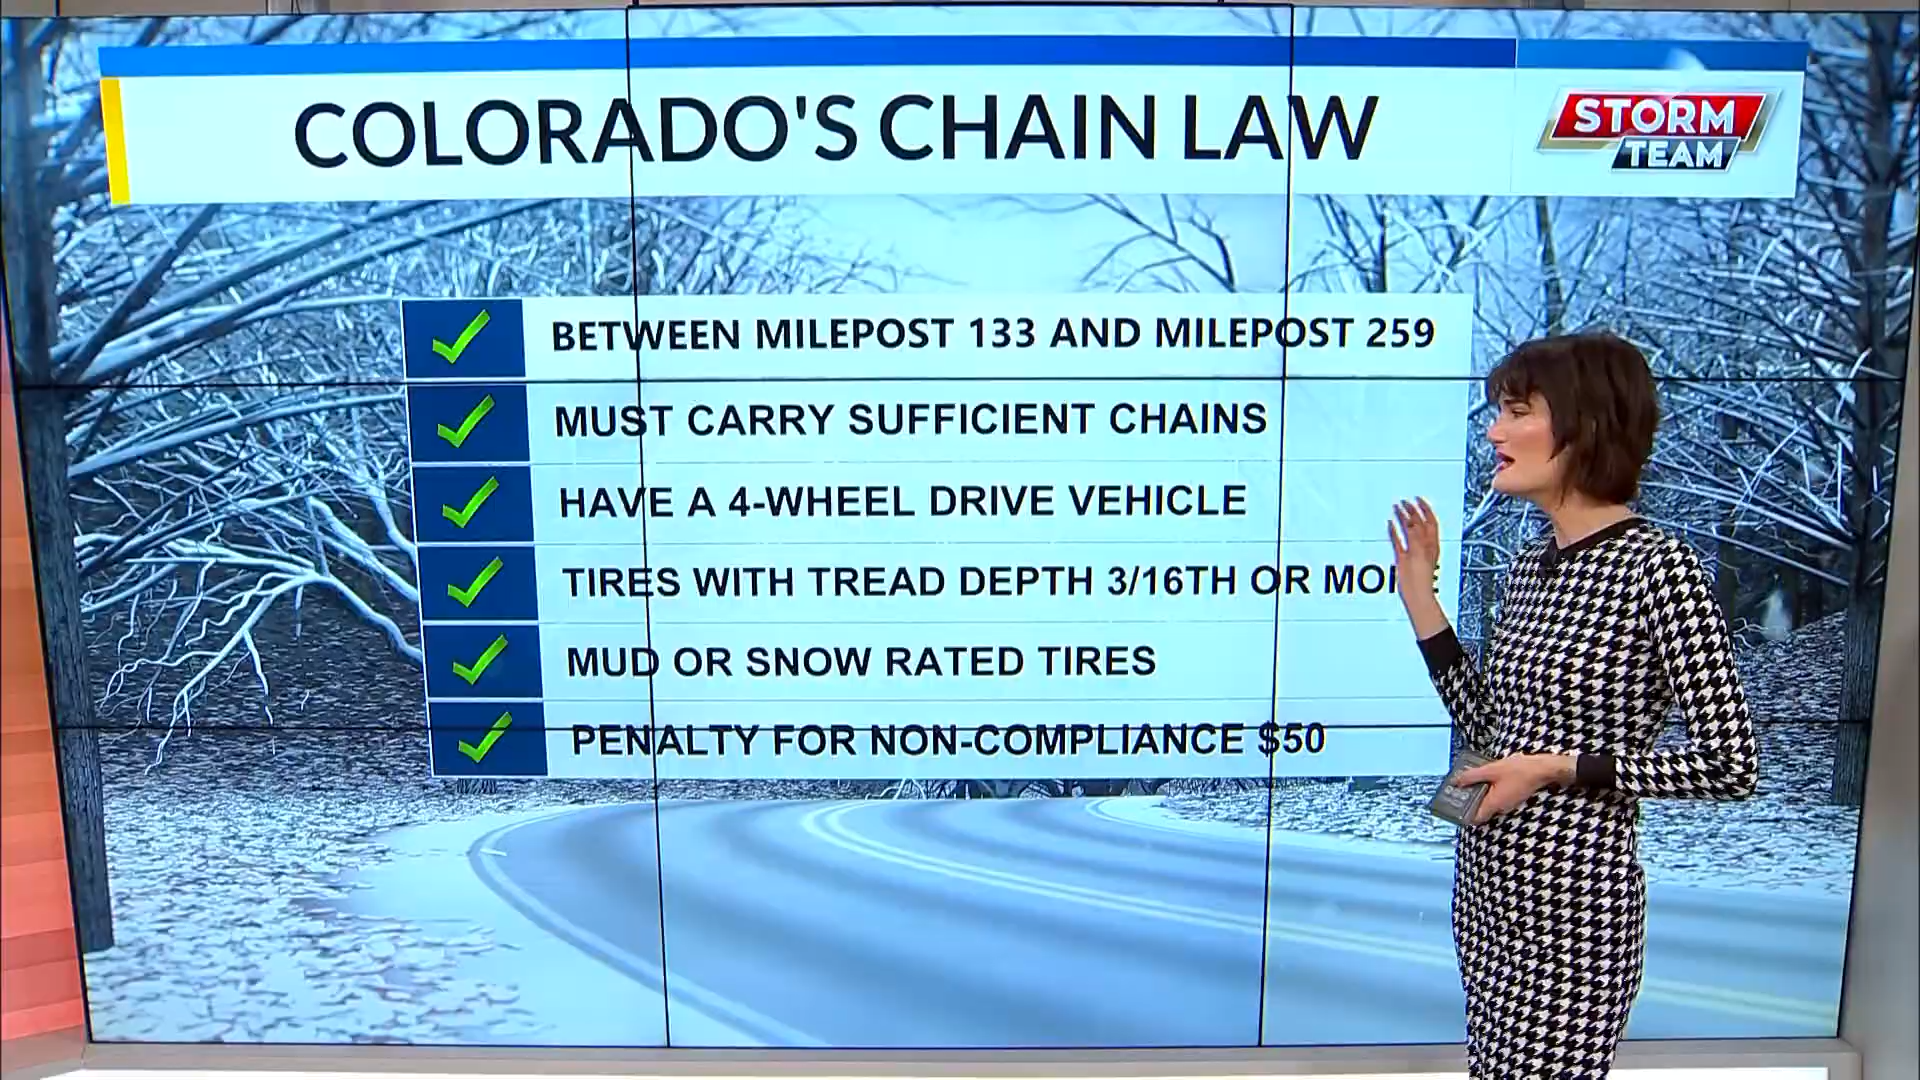 COLORADO'S CHAIN LAW
STORM
TEAM
BETWEEN MILEPOST 133 AND MILEPOST 259
MUST CARRY SUFFICIENT CHAINS
HAVE A 4-WHEEL DRIVE VEHICLE
TIRES WITH TREAD DEPTH 3/16TH OR MORE
MUD OR SNOW RATED TIRES
PENALTY FOR NON-COMPLIANCE $50